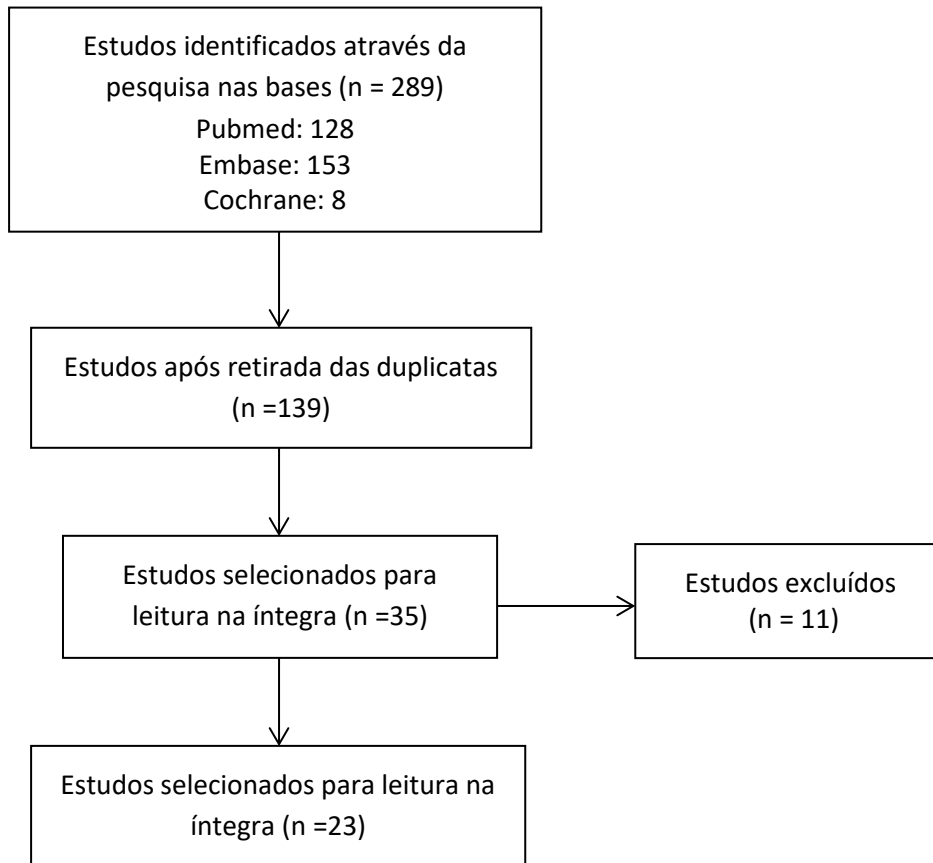 Estudos identificados através da
pesquisa nas bases (n = 289)
Pubmed: 128
Embase: 153
Cochrane: 8
Estudos após retirada das duplicatas
(n =139)
Estudos selecionados para
leitura na íntegra (n =35)
Estudos excluídos
(n = 11)
Estudos selecionados para leitura na
íntegra (n =23)